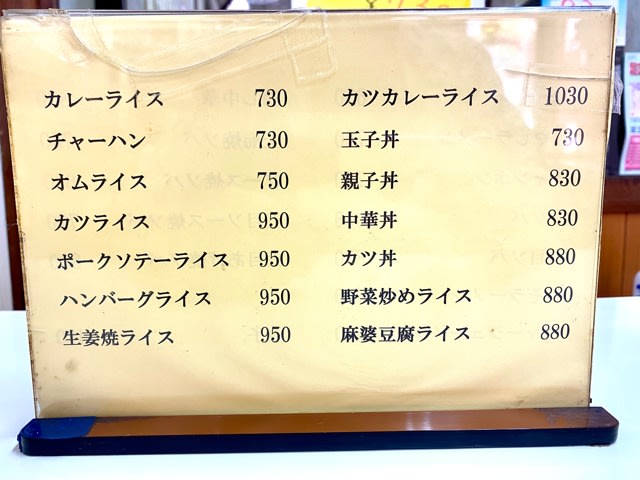 カレーライス 730
チャーハン 730
オムライス 750
カツライス 950
ポークソテーライス 950
ハンバーグライス 950
生姜焼ライス 950
カツカレーライス 1030
玉子丼 730
親子丼 830
中華丼 830
カツ丼 880
野菜炒めライス 880
麻婆豆腐ライス 880